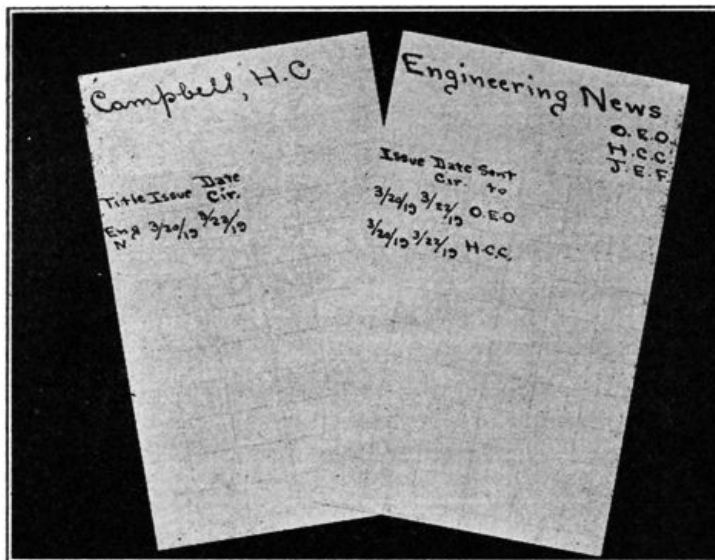 Campbell, H.C
Date
Title Issue Cir.
Eng 3/20/19 3/22/19
N
Engineering News
O.E.O.
H.C.C.
J.E.F.
Issue Date Sent
Cir. to
3/20/19 3/22/19 O.E.O
3/20/19 3/22/19 H.C.C.